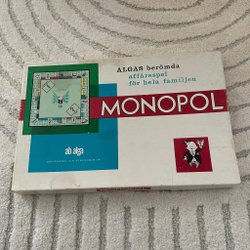 ALGAS berömda
affärsspel
för hela familjen
MONOPOL
ab alga